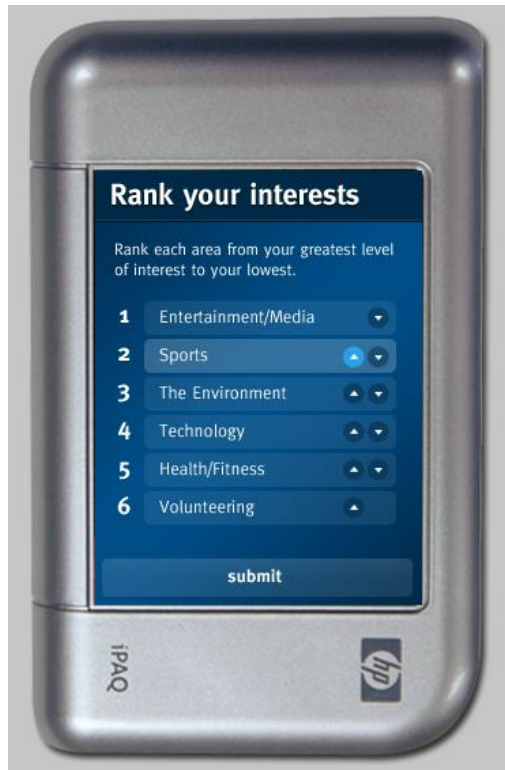 Rank your interests
Rank each area from your greatest level
of interest to your lowest.
1 Entertainment/Media
2 Sports
3 The Environment
4 Technology
5 Health/Fitness
6 Volunteering
submit
iPAQ
hp